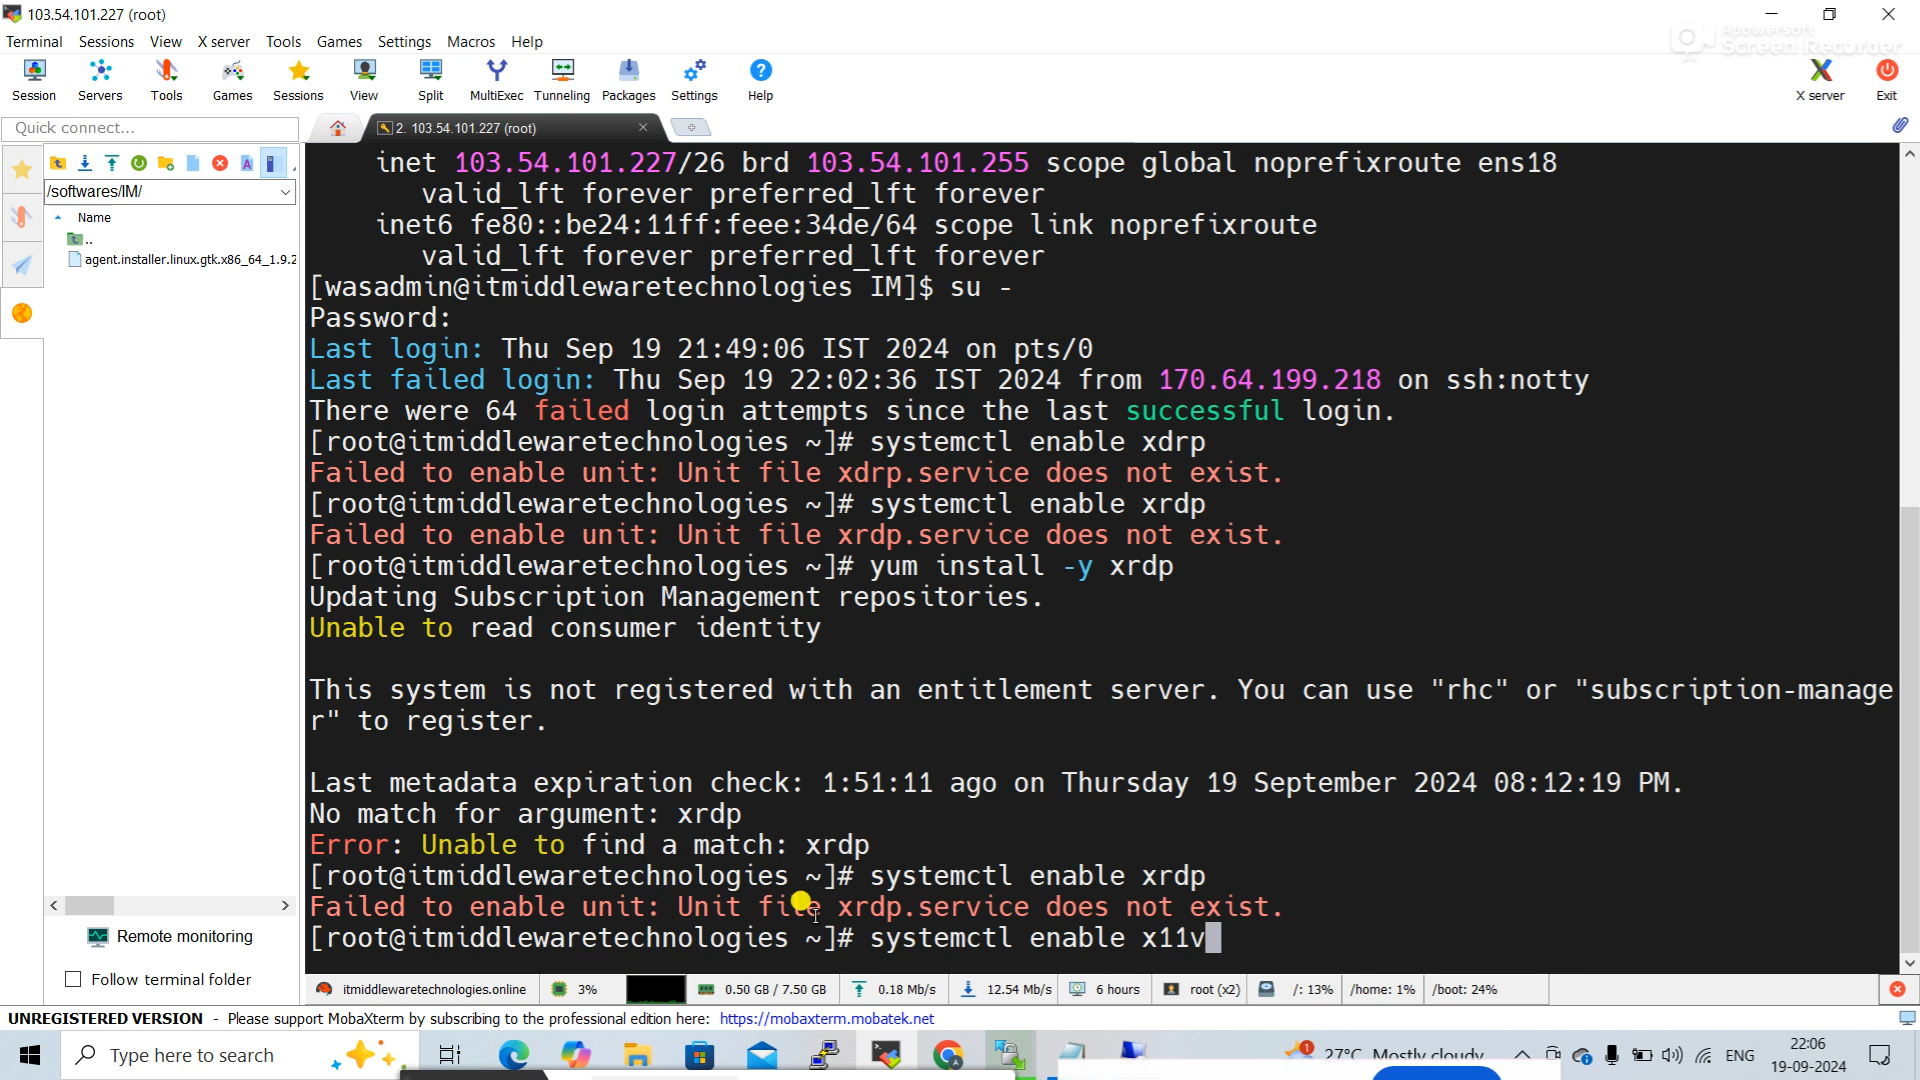 103.54.101.227 (root)
Apowersoft
Screen Recorder
Terminal Sessions View X server Tools Games Settings Macros Help
Session Servers Tools Games Sessions View Split MultiExec Tunneling Packages Settings Help X server Exit
Quick connect...
2. 103.54.101.227 (root)
/softwares/IM/
Name
..
agent.installer.linux.gtk.x86_64_1.9.2
inet 103.54.101.227/26 brd 103.54.101.255 scope global noprefixroute ens18
valid_lft forever preferred_lft forever
inet6 fe80::be24:11ff:feee:34de/64 scope link noprefixroute
valid_lft forever preferred_lft forever
[wasadmin@itmiddlewaretechnologies IM]$ su -
Password:
Last login: Thu Sep 19 21:49:06 IST 2024 on pts/0
Last failed login: Thu Sep 19 22:02:36 IST 2024 from 170.64.199.218 on ssh:notty
There were 64 failed login attempts since the last successful login.
[root@itmiddlewaretechnologies ~]# systemctl enable xdrp
Failed to enable unit: Unit file xdrp.service does not exist.
[root@itmiddlewaretechnologies ~]# systemctl enable xrdp
Failed to enable unit: Unit file xrdp.service does not exist.
[root@itmiddlewaretechnologies ~]# yum install -y xrdp
Updating Subscription Management repositories.
Unable to read consumer identity
This system is not registered with an entitlement server. You can use "rhc" or "subscription-manage
r" to register.
Last metadata expiration check: 1:51:11 ago on Thursday 19 September 2024 08:12:19 PM.
No match for argument: xrdp
Error: Unable to find a match: xrdp
[root@itmiddlewaretechnologies ~]# systemctl enable xrdp
Failed to enable unit: Unit file xrdp.service does not exist.
[root@itmiddlewaretechnologies ~]# systemctl enable x11v
Remote monitoring
Follow terminal folder
itmiddlewaretechnologies.online 3% 0.50 GB / 7.50 GB 0.18 Mb/s 12.54 Mb/s 6 hours root (x2) /: 13% /home: 1% /boot: 24%
UNREGISTERED VERSION - Please support MobaXterm by subscribing to the professional edition here: https://mobaxterm.mobatek.net
Type here to search
1 27°C Mostly cloudy ENG
22:06
19-09-2024